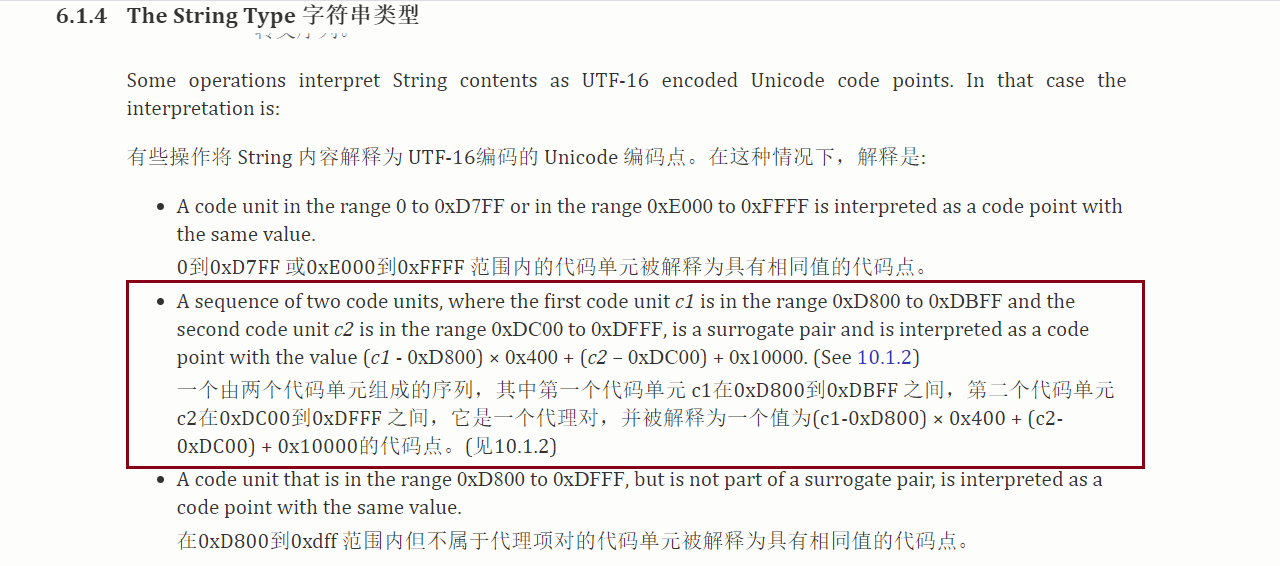 6.1.4 The String Type 字符串类型
Some operations interpret String contents as UTF-16 encoded Unicode code points. In that case the
interpretation is:
有些操作将 String 内容解释为 UTF-16编码的 Unicode 编码点。在这种情况下，解释是:
• A code unit in the range 0 to 0xD7FF or in the range 0xE000 to 0xFFFF is interpreted as a code point with
the same value.
0到0xD7FF 或0xE000到0xFFFF 范围内的代码单元被解释为具有相同值的代码点。
• A sequence of two code units, where the first code unit c1 is in the range 0xD800 to 0xDBFF and the
second code unit c2 is in the range 0xDC00 to 0xDFFF, is a surrogate pair and is interpreted as a code
point with the value (c1 - 0xD800) × 0x400 + (c2 – 0xDC00) + 0x10000. (See 10.1.2)
一个由两个代码单元组成的序列，其中第一个代码单元 c1在0xD800到0xDBFF 之间，第二个代码单元
c2在0xDC00到0xDFFF 之间，它是一个代理对，并被解释为一个值为(c1-0xD800) × 0x400 + (c2-
0xDC00) + 0x10000的代码点。(见10.1.2)
• A code unit that is in the range 0xD800 to 0xDFFF, but is not part of a surrogate pair, is interpreted as a
code point with the same value.
在0xD800到0xdff 范围内但不属于代理项对的代码单元被解释为具有相同值的代码点。